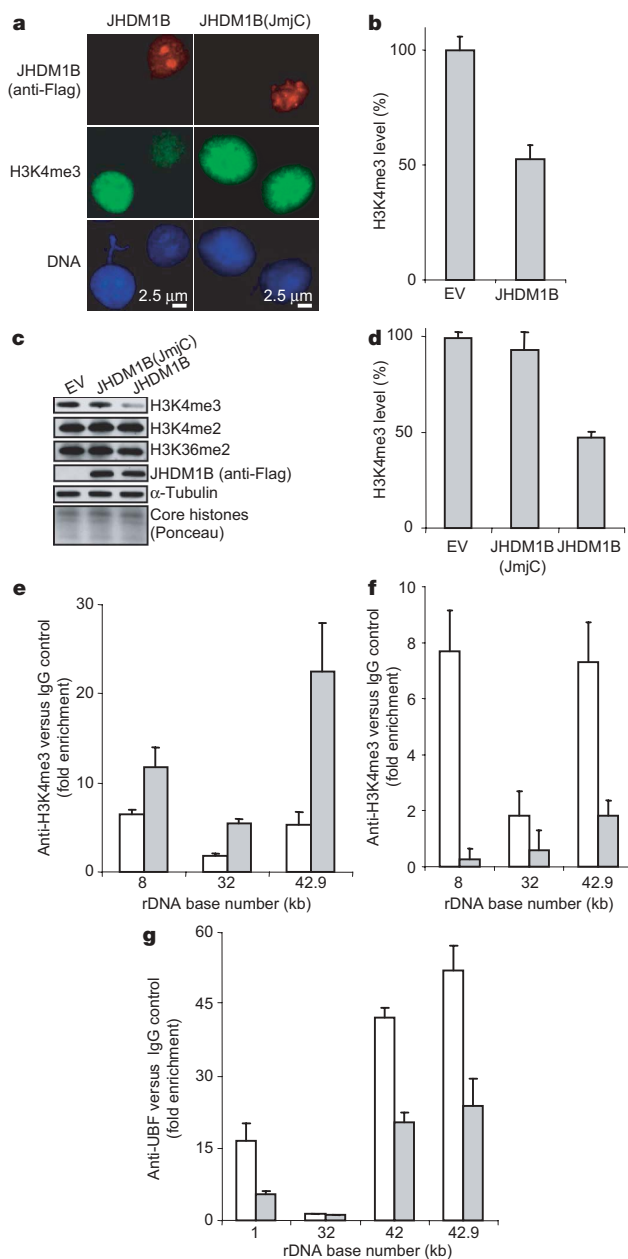 a
JHDM1B JHDM1B(JmjC)
JHDM1B
(anti-Flag)
H3K4me3
DNA
2.5 μm 2.5 μm
b
H3K4me3 level (%)
100
50
0
EV JHDM1B
c
EV JHDM1B(JmjC) JHDM1B
H3K4me3
H3K4me2
H3K36me2
JHDM1B (anti-Flag)
α-Tubulin
Core histones
(Ponceau)
d
H3K4me3 level (%)
100
50
0
EV JHDM1B JHDM1B
(JmjC)
e
Anti-H3K4me3 versus IgG control
(fold enrichment)
30
20
10
0
8 32 42.9
rDNA base number (kb)
f
Anti-H3K4me3 versus IgG control
(fold enrichment)
8
6
4
2
0
8 32 42.9
rDNA base number (kb)
g
Anti-UBF versus IgG control
(fold enrichment)
60
45
30
15
0
1 32 42 42.9
rDNA base number (kb)